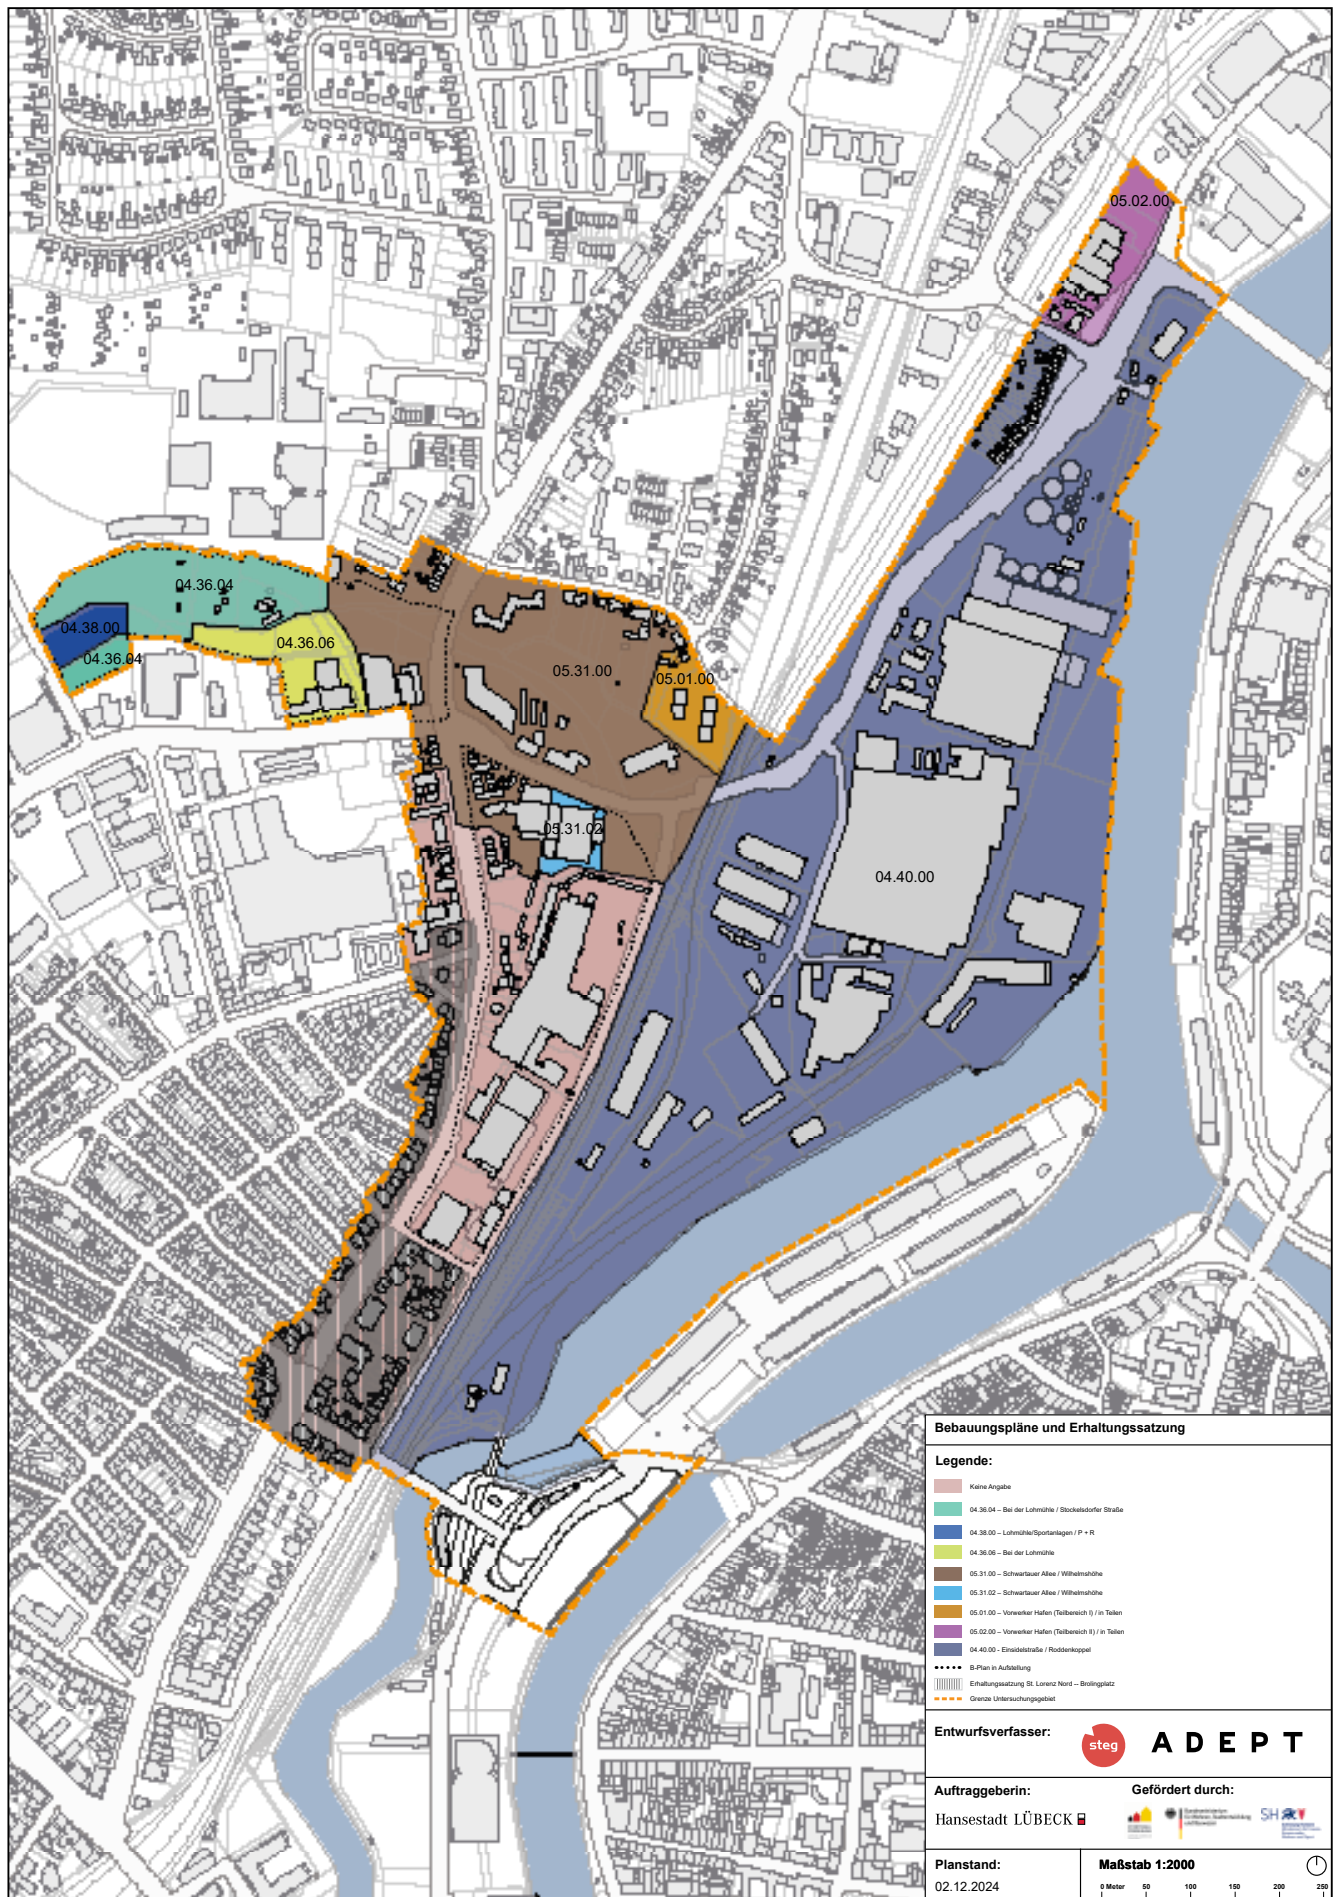 05.02.00
04.36.04
04.38.00
04.36.06
04.36.04
05.31.00
05.01.00
05.31.02
04.40.00
Bebauungspläne und Erhaltungssatzung
Legende:
Keine Angabe
04.36.04 – Bei der Lohmühle / Stockelsdorfer Straße
04.38.00 – Lohmühle/Sportanlagen / P + R
04.36.06 – Bei der Lohmühle
05.31.00 – Schwartauer Allee / Wilhelmshöhe
05.31.02 – Schwartauer Allee / Wilhelmshöhe
05.01.00 – Vorwerker Hafen (Teilbereich I) / in Teilen
05.02.00 – Vorwerker Hafen (Teilbereich II) / in Teilen
04.40.00 - Einsidelstraße / Roddenkoppel
B-Plan in Aufstellung
Erhaltungssatzung St. Lorenz Nord – Brolingplatz
Grenze Untersuchungsgebiet
Entwurfsverfasser:
steg
ADEPT
Auftraggeberin:
Gefördert durch:
Hansestadt LÜBECK
SH
Planstand:
02.12.2024
Maßstab 1:2000
0 Meter 50 100 150 200 250